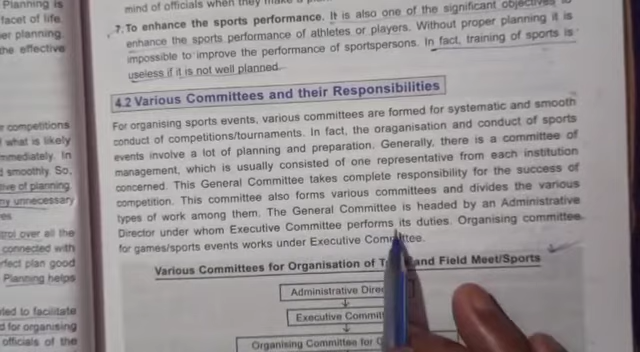 Planning is
facet of life.
er planning.
the effective
competitions
what is likely
mmediately. In
d smoothly. So,
tive of planning.
ny unnecessary
es
trol over all the
connected with
rfect plan good
Planning helps
led to facilitate
d for organising
officials of the
mind of officials when they make a
7. To enhance the sports performance. It is also one of the significant objectives to
enhance the sports performance of athletes or players. Without proper planning it is
impossible to improve the performance of sportspersons. In fact, training of sports is
useless if it is not well planned.
4.2 Various Committees and their Responsibilities
For organising sports events, various committees are formed for systematic and smooth
conduct of competitions/tournaments. In fact, the oraganisation and conduct of sports
events involve a lot of planning and preparation. Generally, there is a committee of
management, which is usually consisted of one representative from each institution
concerned. This General Committee takes complete responsibility for the success of
competition. This committee also forms various committees and divides the various
types of work among them. The General Committee is headed by an Administrative
Director under whom Executive Committee performs its duties. Organising committee
for games/sports events works under Executive Committee.
Various Committees for Organisation of and Field Meet/Sports
Administrative
Executive
Organising Committee for